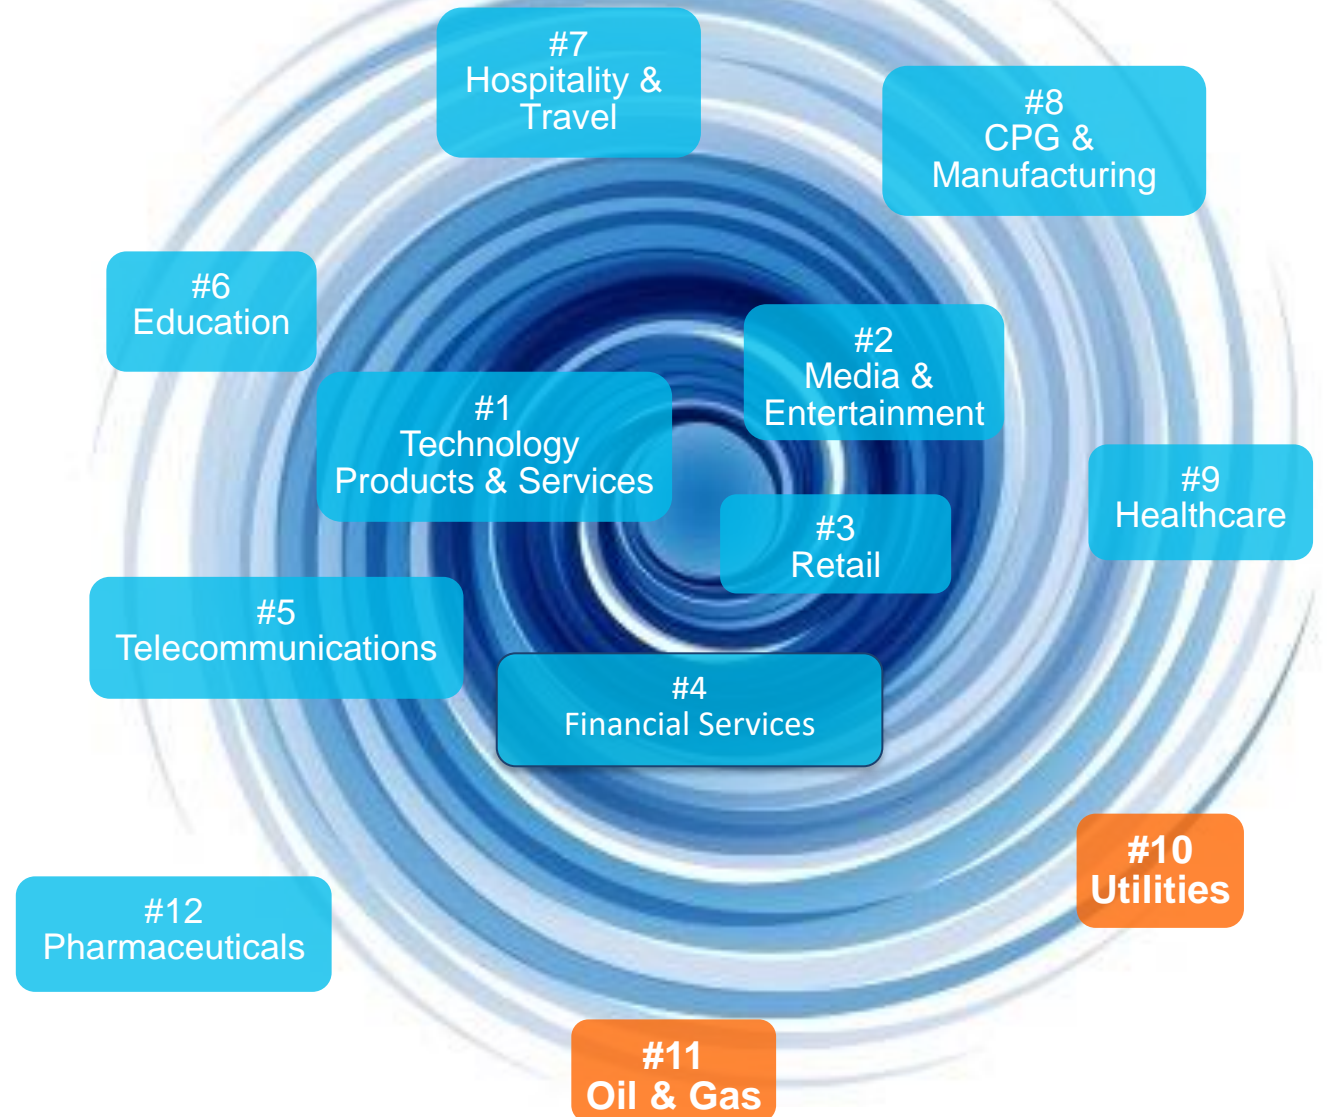 #7
Hospitality &
Travel
#8
CPG &
Manufacturing
#6
Education
#2
Media &
Entertainment
#1
Technology
Products & Services
#9
Healthcare
#3
Retail
#5
Telecommunications
#4
Financial Services
#10
Utilities
#12
Pharmaceuticals
#11
Oil & Gas